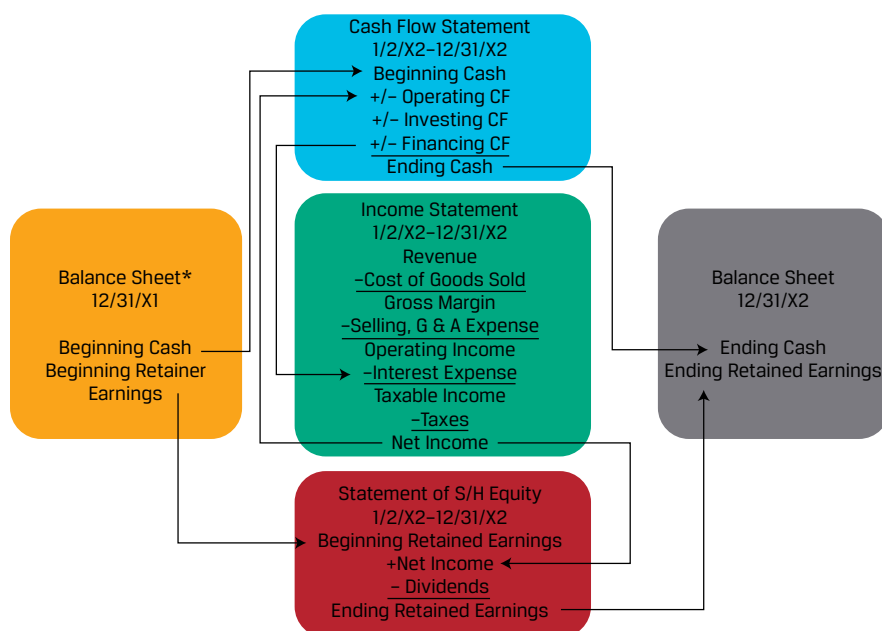 Cash Flow Statement
1/2/X2–12/31/X2
Beginning Cash
+/– Operating CF
+/– Investing CF
+/– Financing CF
Ending Cash
Income Statement
1/2/X2–12/31/X2
Revenue
–Cost of Goods Sold
Gross Margin
–Selling, G & A Expense
Operating Income
–Interest Expense
Taxable Income
–Taxes
Net Income
Balance Sheet*
12/31/X1
Beginning Cash
Beginning Retainer
Earnings
Balance Sheet
12/31/X2
Ending Cash
Ending Retained Earnings
Statement of S/H Equity
1/2/X2–12/31/X2
Beginning Retained Earnings
+Net Income
– Dividends
Ending Retained Earnings